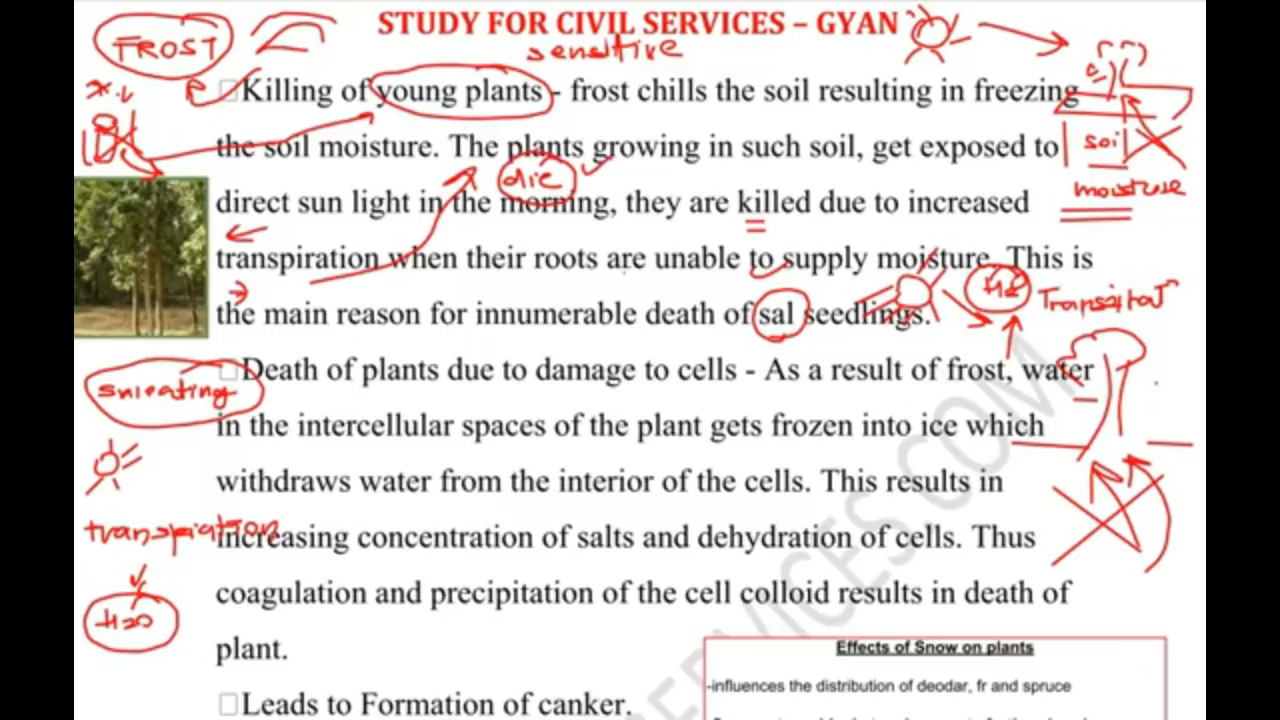 STUDY FOR CIVIL SERVICES – GYAN
FROST
sensitive
Killing of young plants - frost chills the soil resulting in freezing
the soil moisture. The plants growing in such soil, get exposed to
soil
die
moisture
direct sun light in the morning, they are killed due to increased
transpiration when their roots are unable to supply moisture. This is
the main reason for innumerable death of sal seedlings.
Death of plants due to damage to cells - As a result of frost, water
sweating
in the intercellular spaces of the plant gets frozen into ice which
withdraws water from the interior of the cells. This results in
transpiration
increasing concentration of salts and dehydration of cells. Thus
coagulation and precipitation of the cell colloid results in death of
H2O
plant.
Leads to Formation of canker.
Effects of Snow on plants
-influences the distribution of deodar, fr and spruce
SERVICES.COM